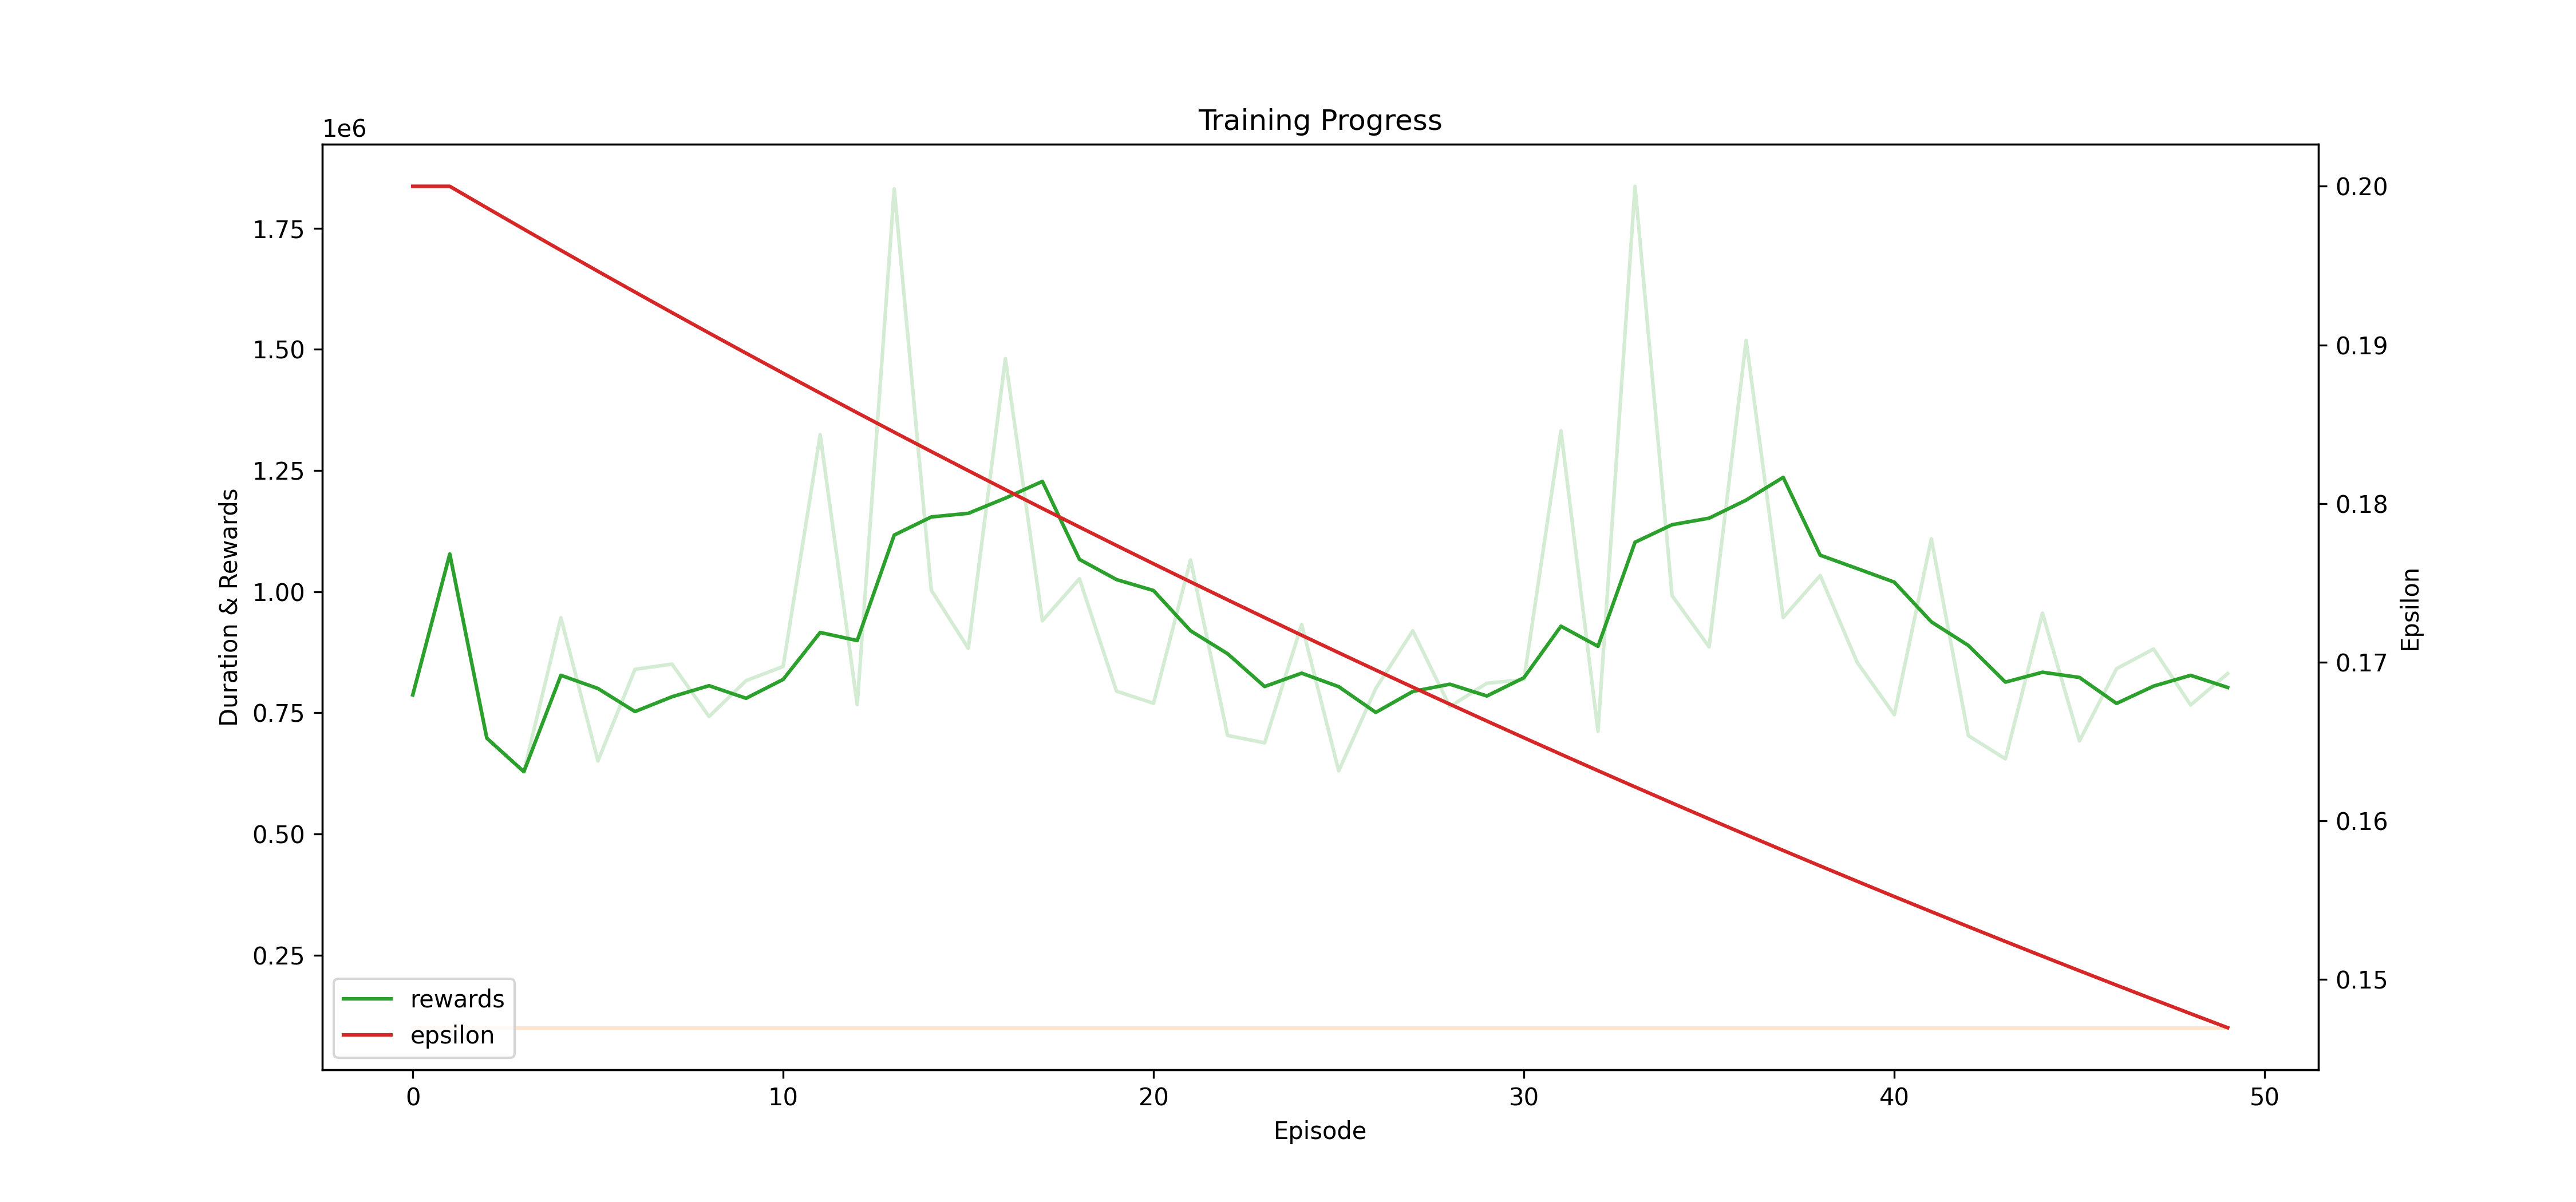 Training Progress
1e6
1.75
1.50
1.25
1.00
0.75
0.50
0.25
Duration & Rewards
0.20
0.19
0.18
0.17
0.16
0.15
Epsilon
rewards
epsilon
0 10 20 30 40 50
Episode